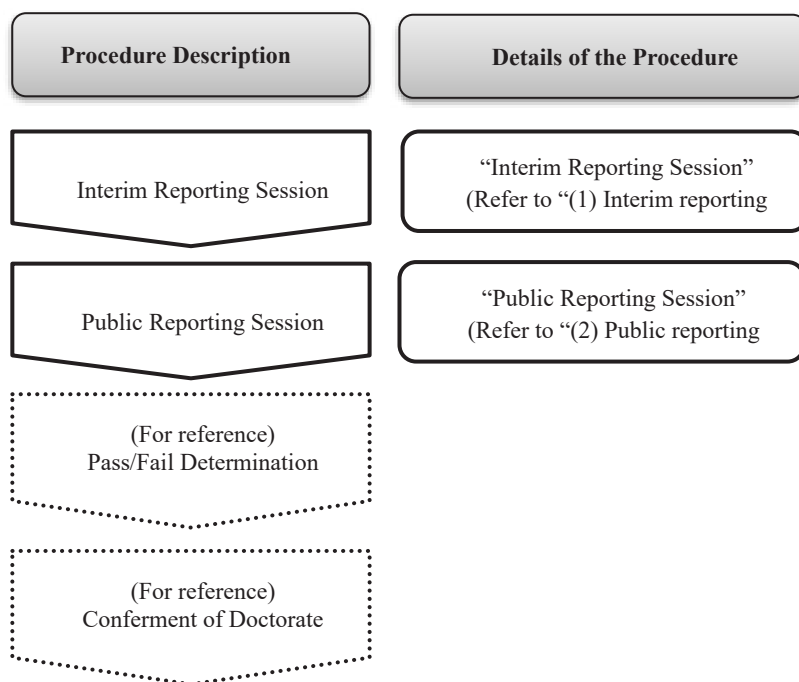 Procedure Description
Details of the Procedure
Interim Reporting Session
“Interim Reporting Session”
(Refer to “(1) Interim reporting
Public Reporting Session
“Public Reporting Session”
(Refer to “(2) Public reporting
(For reference)
Pass/Fail Determination
(For reference)
Conferment of Doctorate